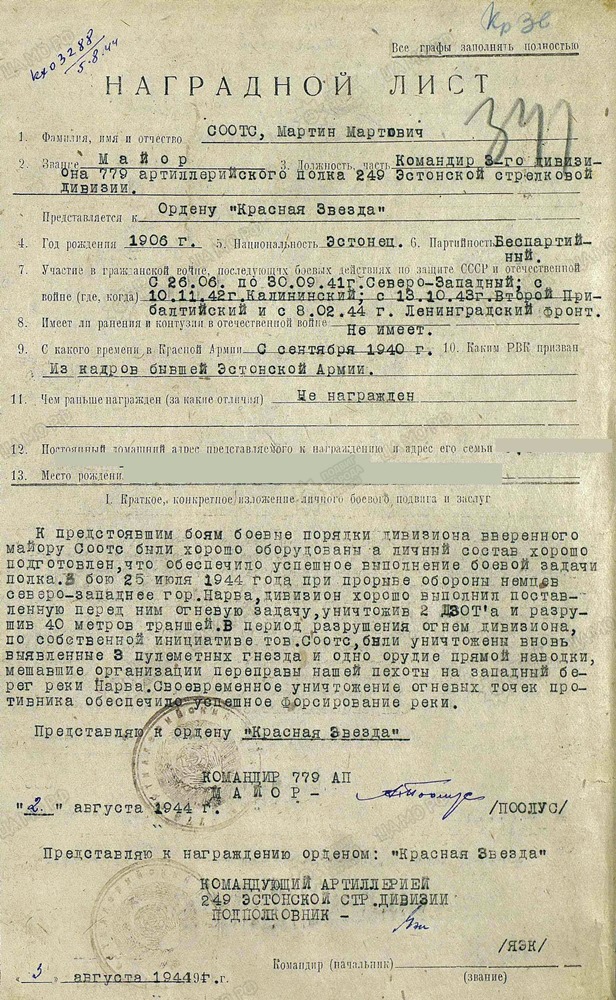 Кр Зв
кхо3288
5.8.44
Все графы заполнять полностью
НАГРАДНОЙ ЛИСТ
1. Фамилия, имя и отчество СООТС, Мартин Мартович
2. Звание Майор 3. Должность, часть Командир 3-го дивизи-
она 779 артиллерийского полка 249 Эстонской стрелковой
дивизии.
Представляется к Ордену "Красная Звезда"
4. Год рождения 1906 г. 5. Национальность Эстонец. 6. Партийность Беспартий-
ный.
7. Участие в гражданской войне, последующих боевых действиях по защите СССР и отечественной
С 26.06. по 30.09.41г.Северо-Западный; с
войне (где, когда) 10.11.42г.Калининский; с 13.10.43г.Второй При-
балтийский и с 8.02.44 г. Ленинградский фронт.
8. Имеет ли ранения и контузии в отечественной войне Не имеет.
9. С какого времени в Красной Армии С сентября 1940 г. 10. Каким РВК призван
Из кадров бывшей Эстонской Армии.
11. Чем раньше награжден (за какие отличия) Не награжден
12. Постоянный домашний адрес представляемого к награждению и адрес его семьи
13. Место рождени
I. Краткое, конкретное изложение личного боевого подвига и заслуг
К предстоявшим боям боевые порядки дивизиона вверенного
майору Соотс были хорошо оборудованы а личный состав хорошо
подготовлен,что обеспечило успешное выполнение боевой задачи
полка.В бою 25 июля 1944 года при прорыве обороны немцев
северо-западнее гор.Нарва,дивизион хорошо выполнил постав-
ленную перед ним огневую задачу,уничтожив 2 ДЗОТ'а и разру-
шив 40 метров траншей.В период разрушения огнем дивизиона,
по собственной инициативе тов.Соотс,были уничтожены вновь
выявленные 3 пулеметных гнезда и одно орудие прямой наводки,
мешавшие организации переправы нашей пехоты на западный бе-
рег реки Нарва.Своевременное уничтожение огневых точек про-
тивника обеспечило успешное форсирование реки.
Представляю к ордену "Красная Звезда"
КОМАНДИР 779 АП
МАЙОР -
"2" августа 1944 г. /ПООЛУС/
Представляю к награждению орденом: "Красная Звезда"
КОМАНДУЮЩИЙ АРТИЛЛЕРИЕЙ
249 ЭСТОНСКОЙ СТР.ДИВИЗИИ
ПОДПОЛКОВНИК -
/ЯЭК/
Командир (начальник)
"3" августа 1944 г. (звание)